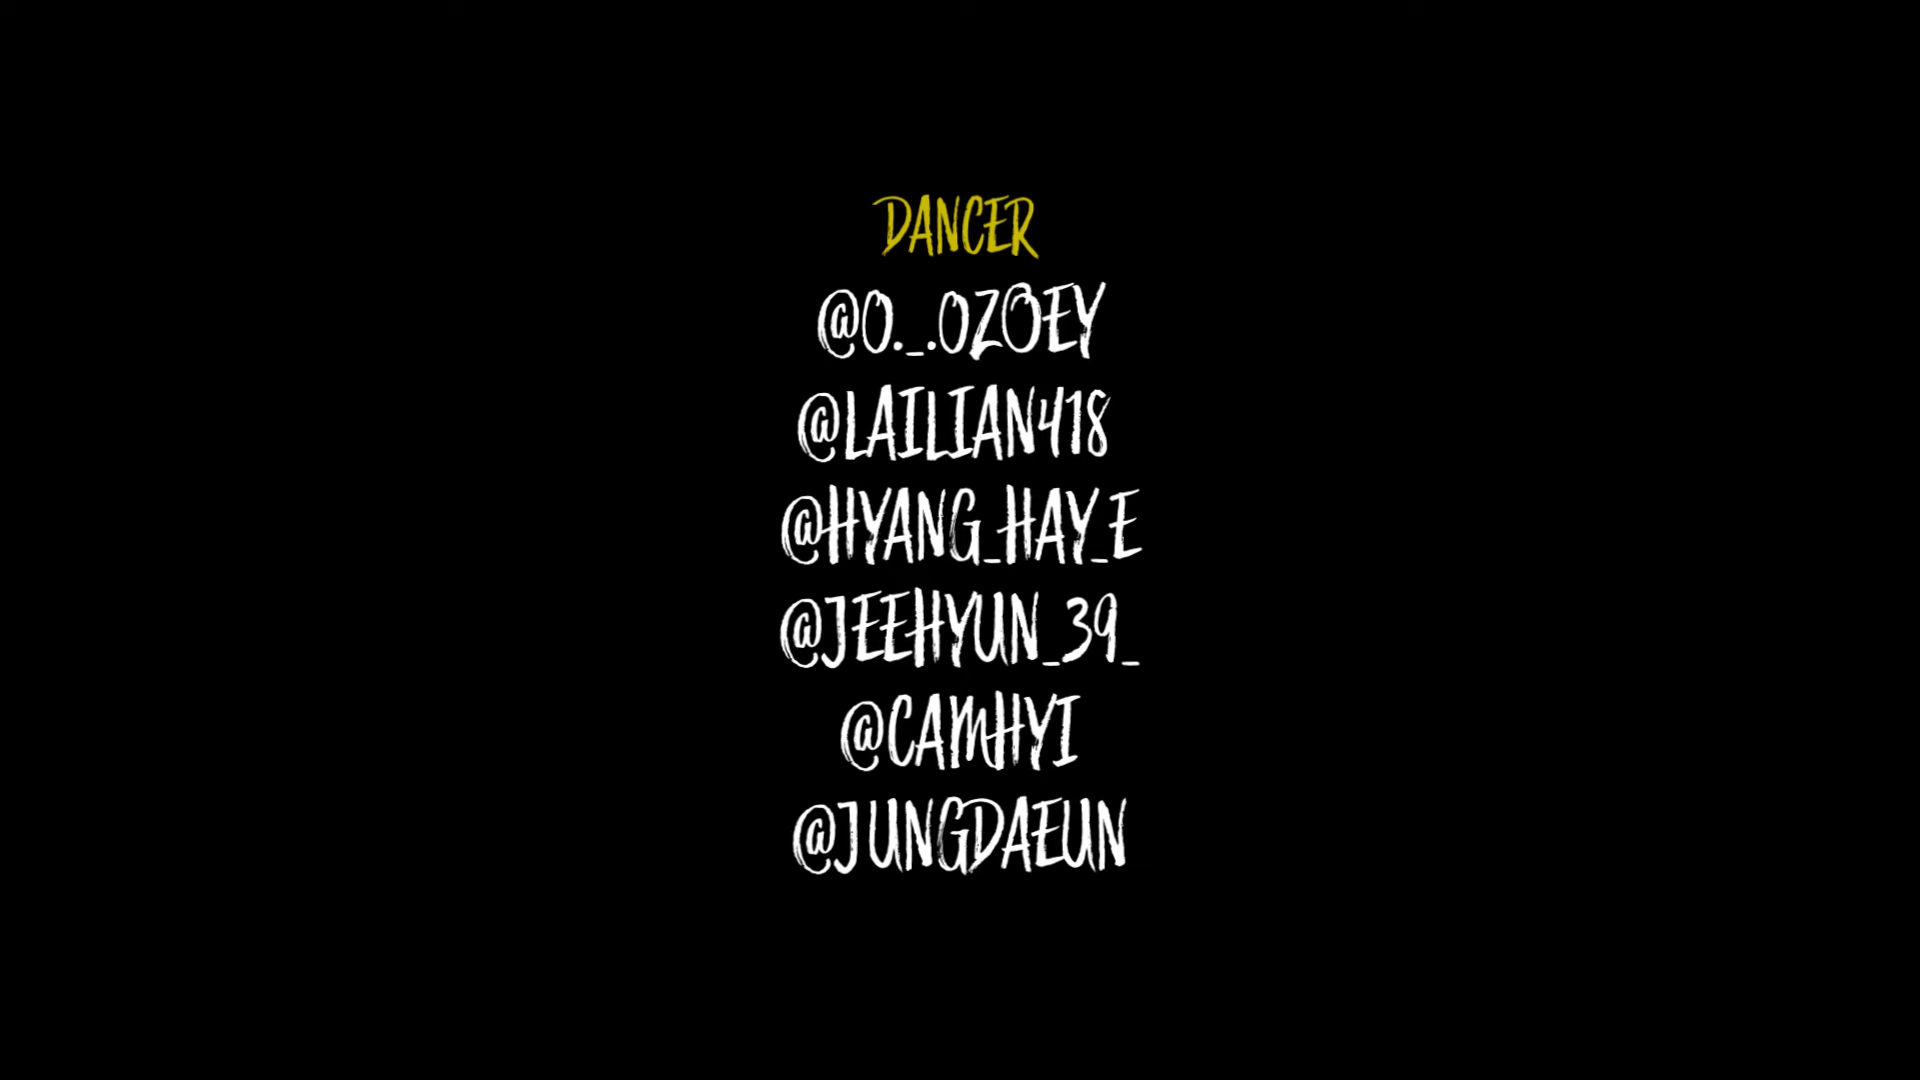 DANCER
@O._.OZOEY
@LAILIAN418
@HYANG_HAY_E
@JEEHYUN_39_
@CAMHYI
@JUNGDAEUN